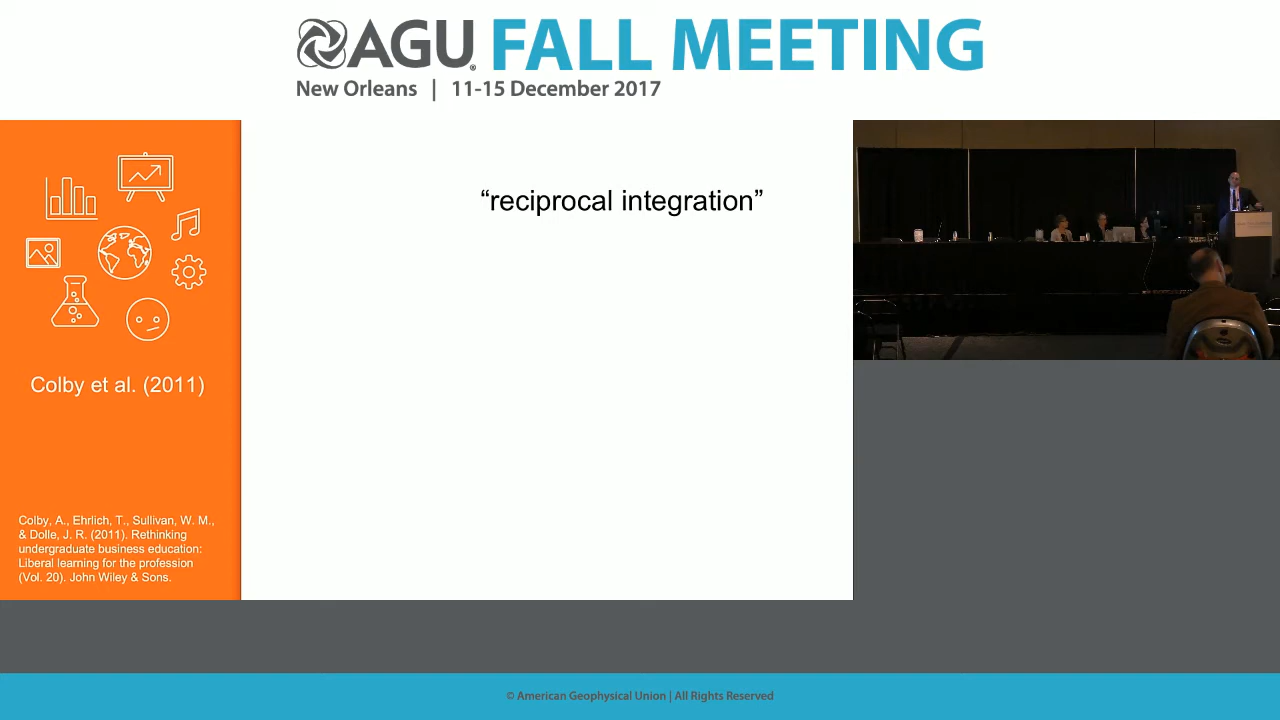 AGU FALL MEETING
New Orleans | 11-15 December 2017
“reciprocal integration”
Colby et al. (2011)
Colby, A., Ehrlich, T., Sullivan, W. M.,
& Dolle, J. R. (2011). Rethinking
undergraduate business education:
Liberal learning for the profession
(Vol. 20). John Wiley & Sons.
© American Geophysical Union | All Rights Reserved